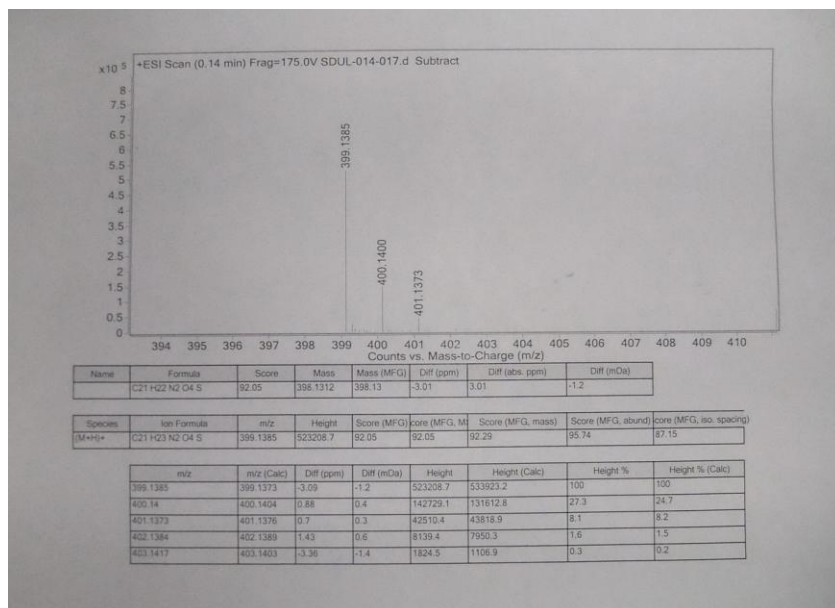 x10 5
+ESI Scan (0.14 min) Frag=175.0V SDUL-014-017.d Subtract
8
7.5
7
6.5
6
5.5
5
4.5
4
3.5
3
2.5
2
1.5
1
0.5
0
399.1385
400.1400
401.1373
394 395 396 397 398 399 400 401 402 403 404 405 406 407 408 409 410
Counts vs. Mass-to-Charge (m/z)
Name Formula Score Mass Mass (MFG) Diff (ppm) Diff (abs. ppm) Diff (mDa)
C21 H22 N2 O4 S 92.05 398.1312 398.13 -3.01 3.01 -1.2
Species Ion Formula m/z Height Score (MFG) core (MFG, M Score (MFG, mass) Score (MFG, abund) core (MFG, iso. spacing)
(M+H)+ C21 H23 N2 O4 S 399.1385 523208.7 92.05 92.05 92.29 95.74 87.15
m/z m/z (Calc) Diff (ppm) Diff (mDa) Height Height (Calc) Height % Height % (Calc)
399.1385 399.1373 -3.09 -1.2 523208.7 533923.2 100 100
400.14 400.1404 0.88 0.4 142729.1 131612.8 27.3 24.7
401.1373 401.1376 0.7 0.3 42510.4 43818.9 8.1 8.2
402.1384 402.1389 1.43 0.6 8139.4 7950.3 1.6 1.5
403.1417 403.1403 -3.36 -1.4 1824.5 1106.9 0.3 0.2